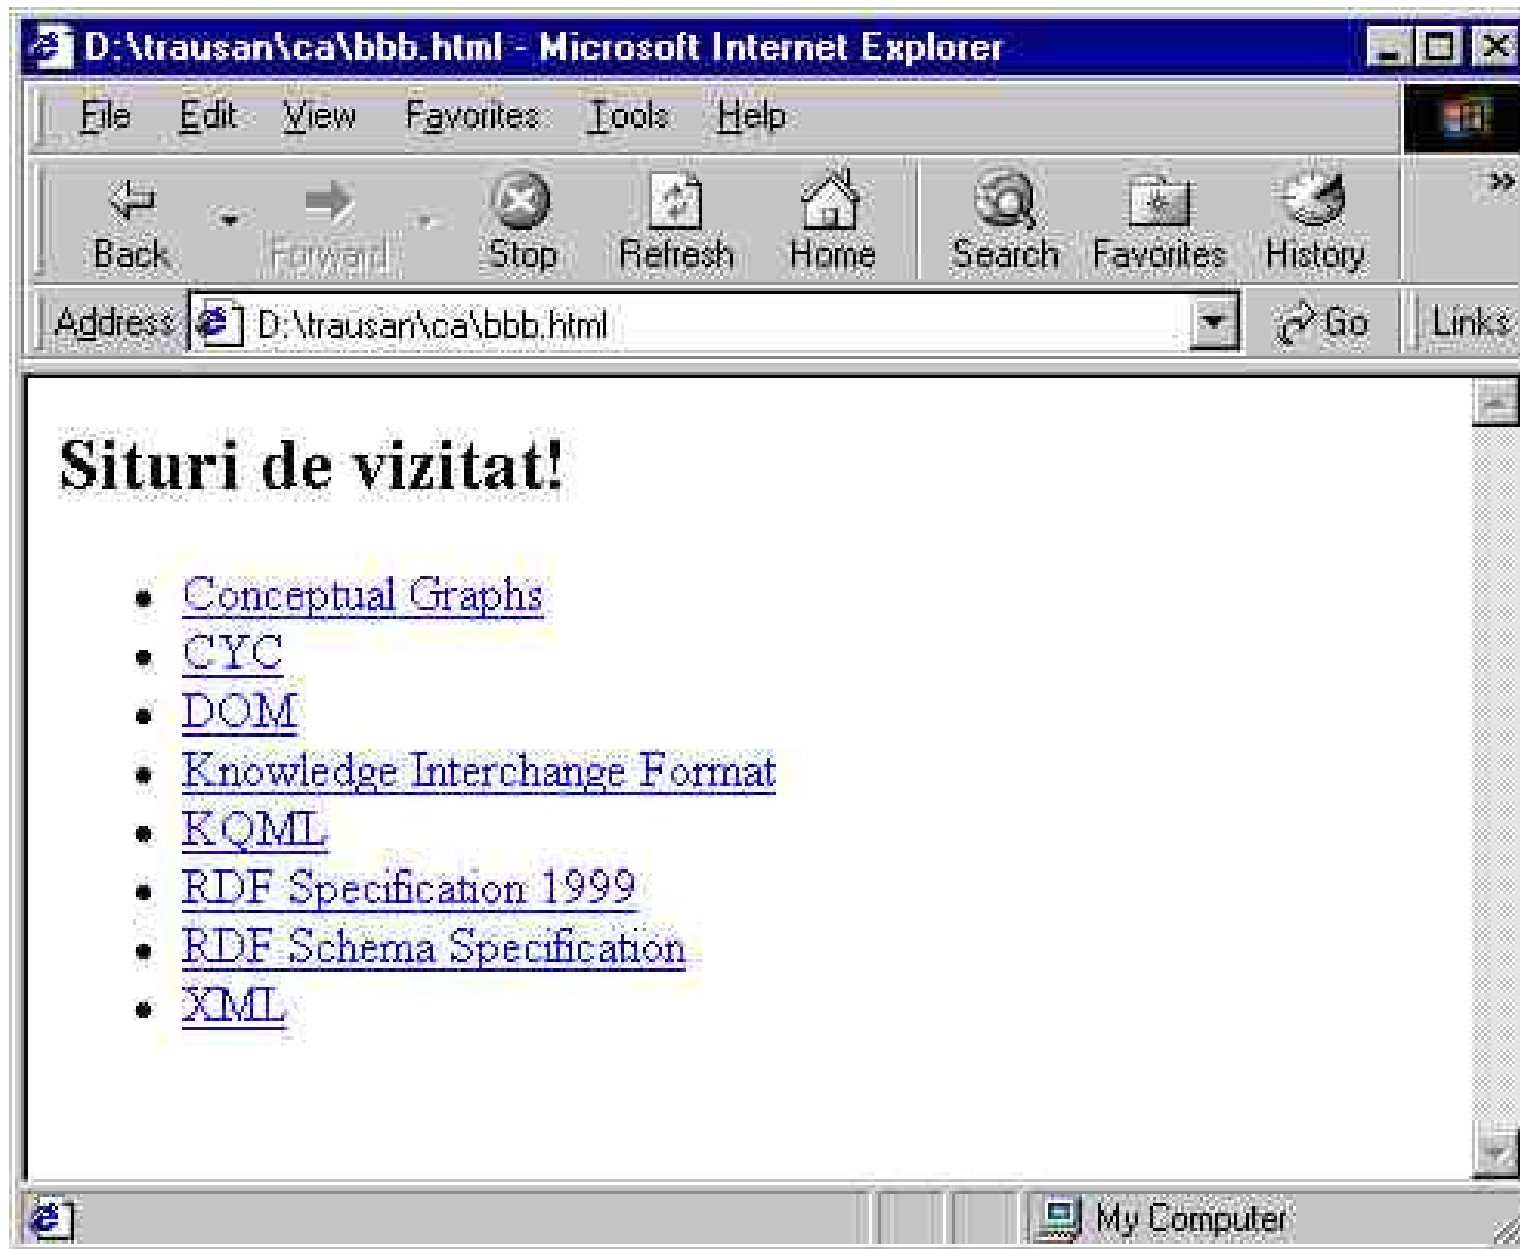 D:\trausan\ca\bbb.html - Microsoft Internet Explorer
File Edit View Favorites Tools Help
Back Forward Stop Refresh Home Search Favorites History »
Address D:\trausan\ca\bbb.html Go Links
Situri de vizitat!
• Conceptual Graphs
• CYC
• DOM
• Knowledge Interchange Format
• KQML
• RDF Specification 1999
• RDF Schema Specification
• XML
My Computer